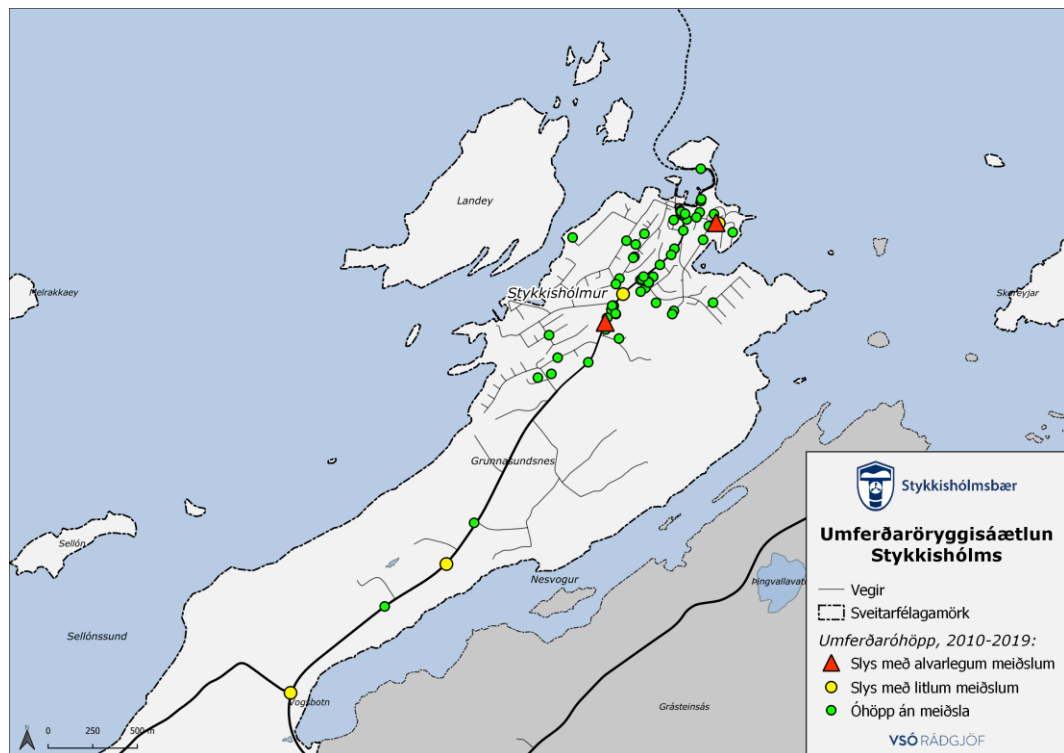 Landey
Melrakkaey
Skoreyjar
Stykkishólmur
Grunnasundsnes
Sellón
Nesvogur
Þingvallavatn
Sellónssund
Vogsbotn
Grásteinsás
N
0 250 500 m
Stykkishólmsbær
Umferðaröryggisáætlun
Stykkishólms
Vegir
Sveitarfélagamörk
Umferðaróhöpp, 2010-2019:
Slys með alvarlegum meiðslum
Slys með litlum meiðslum
Óhöpp án meiðsla
VSÓ RÁÐGJÖF